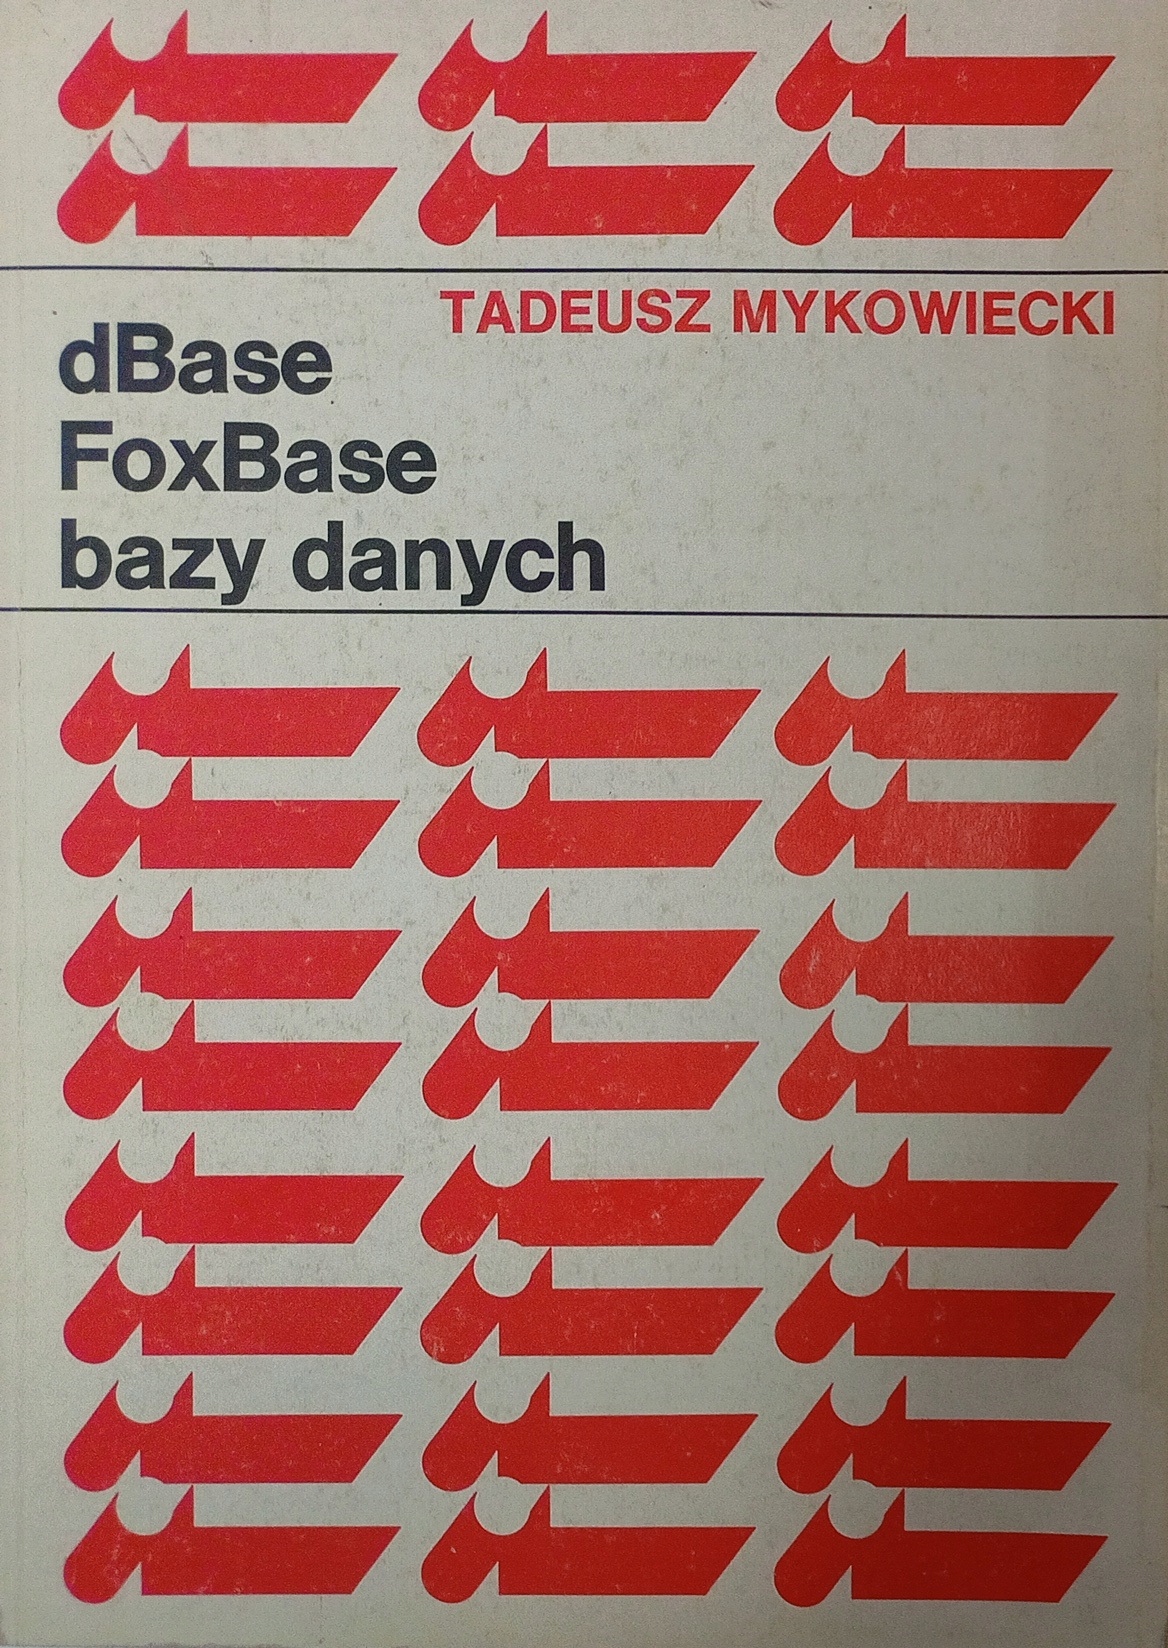 TADEUSZ MYKOWIECKI
dBase
FoxBase
bazy danych